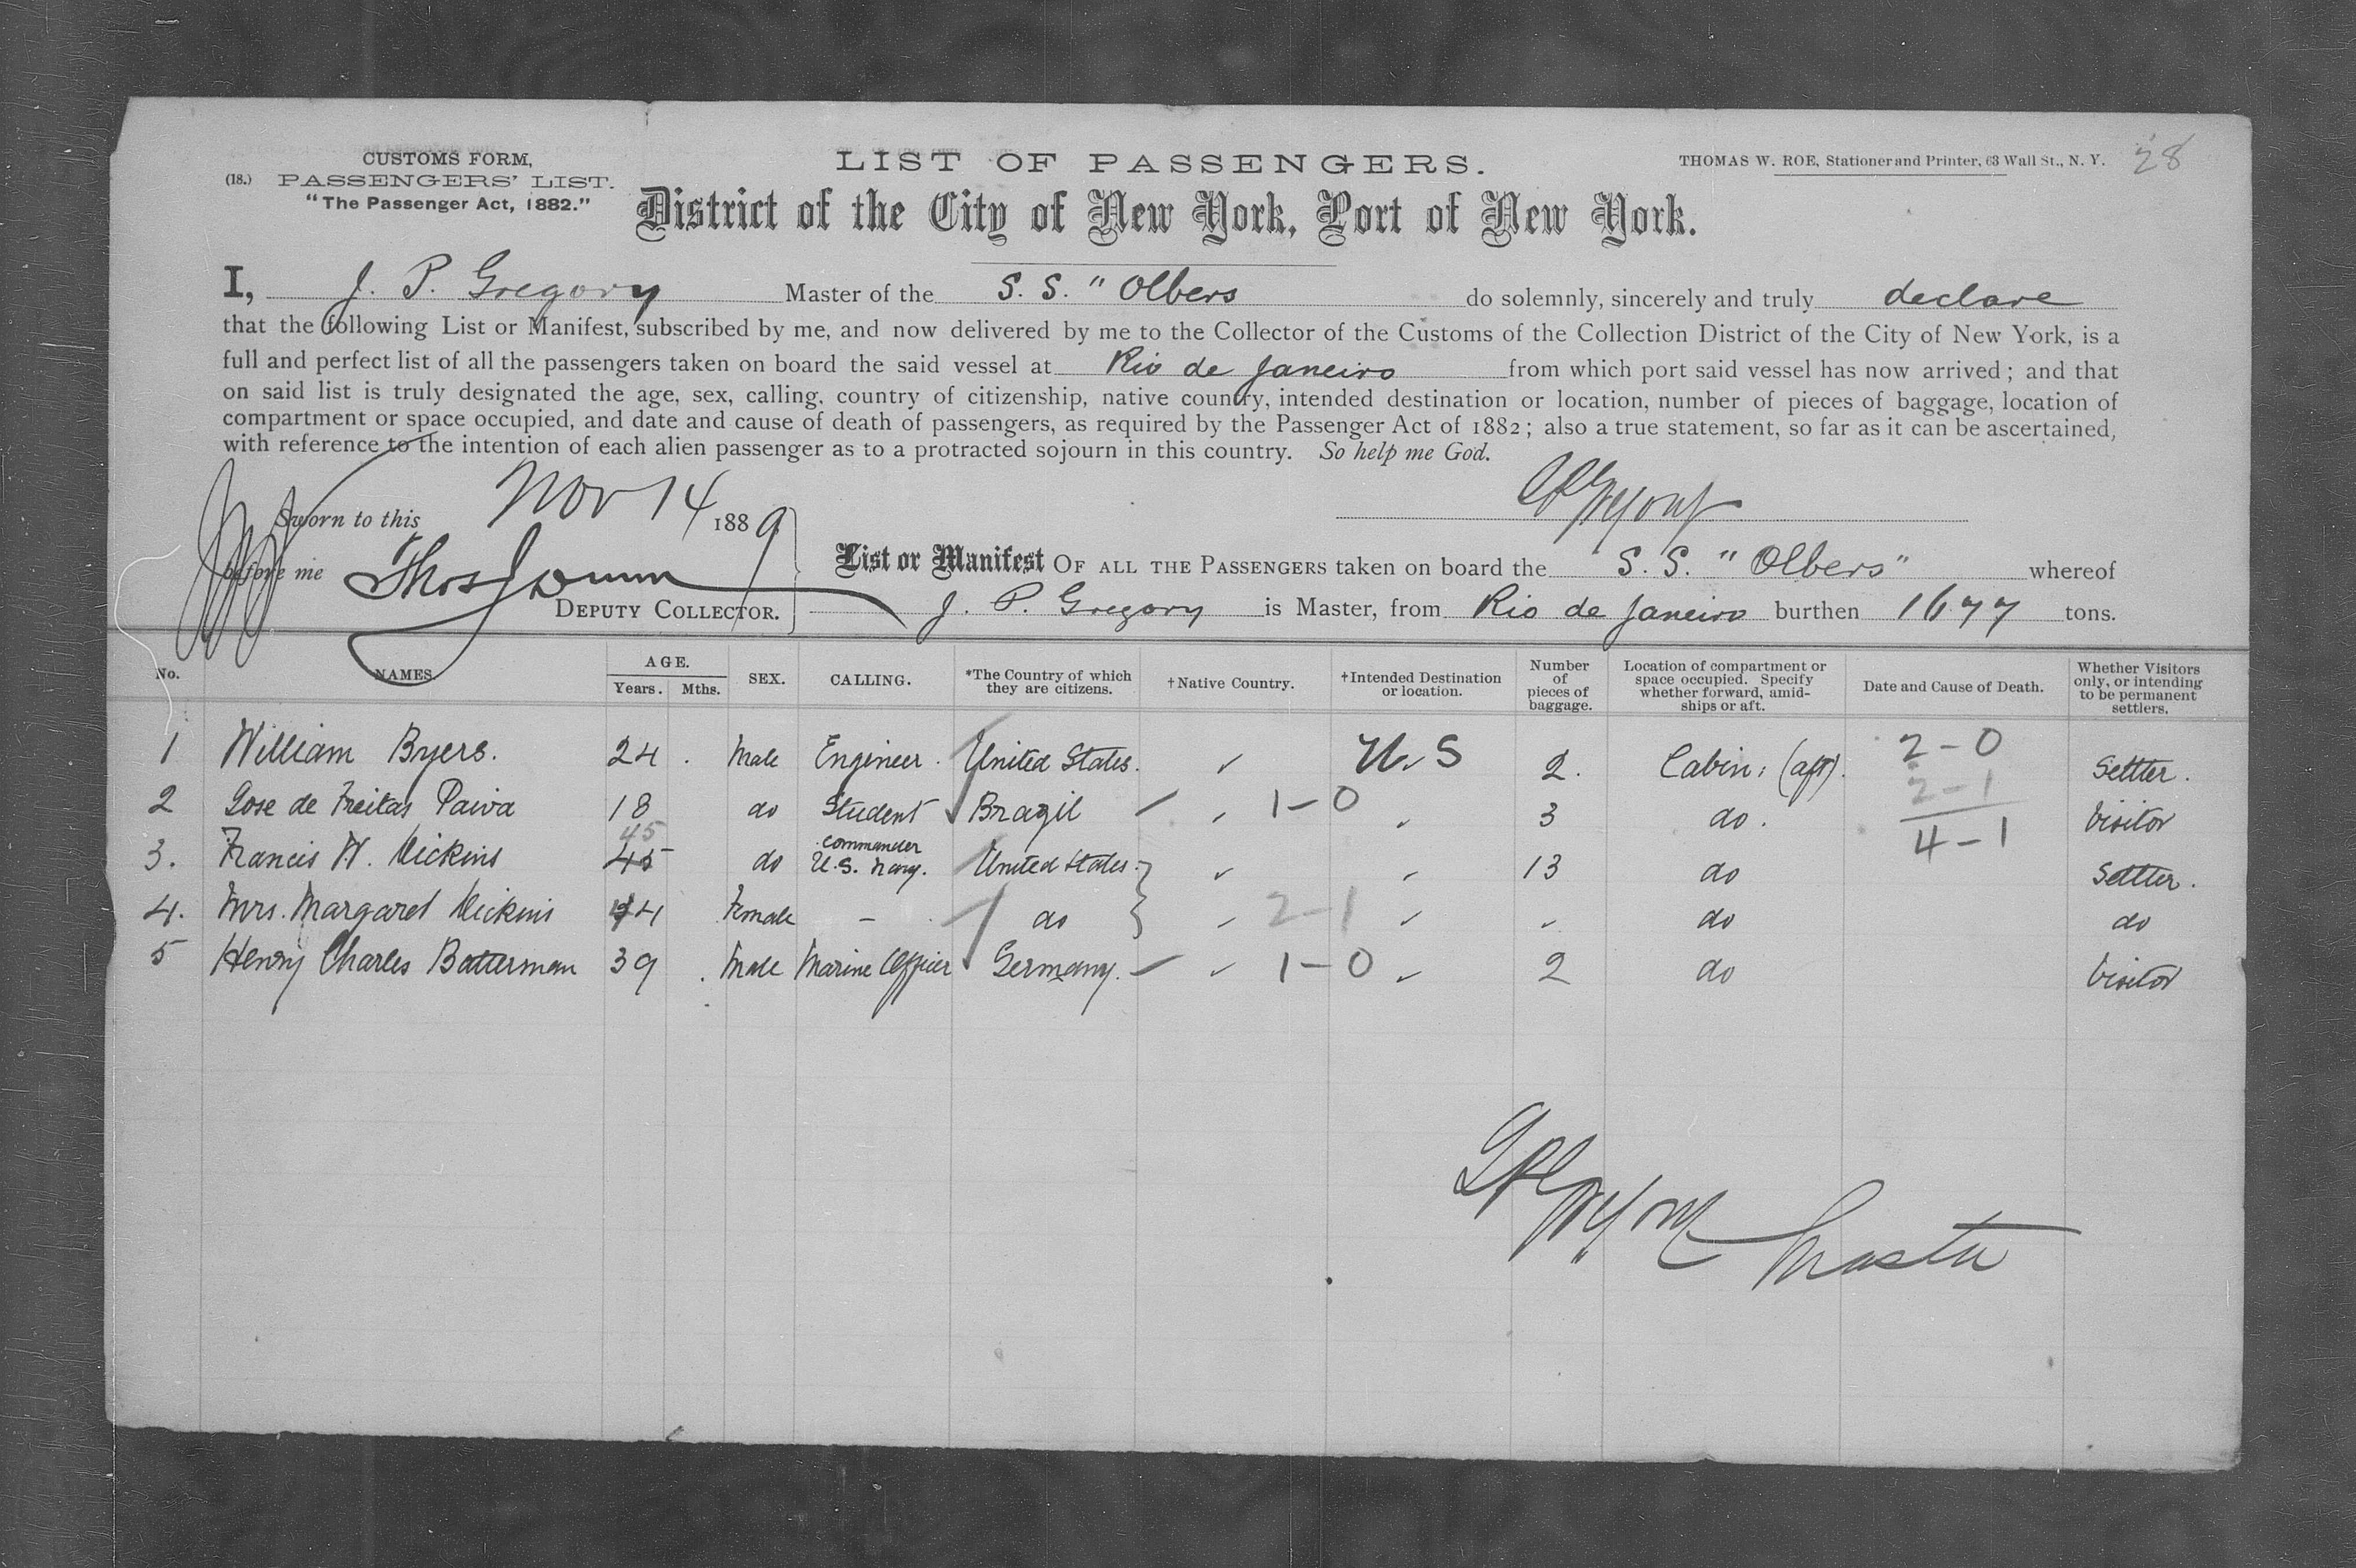 CUSTOMS FORM,
(18.) PASSENGERS' LIST.
"The Passenger Act, 1882."
LIST OF PASSENGERS.
THOMAS W. ROE, Stationer and Printer, 63 Wall St., N. Y.
28
District of the City of New York, Port of New York.
I, J. P. Gregory Master of the S. S. "Olbers do solemnly, sincerely and truly declare
that the following List or Manifest, subscribed by me, and now delivered by me to the Collector of the Customs of the Collection District of the City of New York, is a
full and perfect list of all the passengers taken on board the said vessel at Rio de Janeiro from which port said vessel has now arrived; and that
on said list is truly designated the age, sex, calling, country of citizenship, native country, intended destination or location, number of pieces of baggage, location of
compartment or space occupied, and date and cause of death of passengers, as required by the Passenger Act of 1882; also a true statement, so far as it can be ascertained,
with reference to the intention of each alien passenger as to a protracted sojourn in this country. So help me God.
Sworn to this Nov 14 1889
JPGregory
before me Thos J Dunn
DEPUTY COLLECTOR.
List or Manifest OF ALL THE PASSENGERS taken on board the S. S. "Olbers" whereof
J. P. Gregory is Master, from Rio de Janeiro burthen 1677 tons.
No. NAMES. AGE. Years. Mths. SEX. CALLING. *The Country of which they are citizens. †Native Country. †Intended Destination or location. Number of pieces of baggage. Location of compartment or space occupied. Specify whether forward, amidships or aft. Date and Cause of Death. Whether Visitors only, or intending to be permanent settlers.
1 William Byers. 24. Male Engineer. United States. ✓ U.S 2. Cabin; (aft). 2-0 Settler.
2 Jose de Freitas Paiva 18 do Student Brazil 1-0 3 do. 2-1 Visitor
4-1
3. Francis W. Dickins 45 45 do commander U.S. Navy. United States. ✓ 13 do Settler.
4. Mrs. Margaret Dickins 44 Female - do 2-1 do do
5 Henry Charles Batterman 39. Male Marine Officer Germany. 1-0 2 do Visitor
JPGregory Master